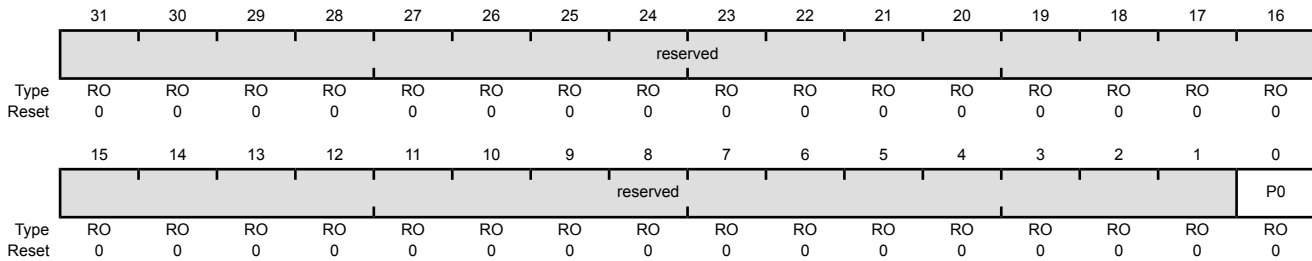 31 30 29 28 27 26 25 24 23 22 21 20 19 18 17 16
reserved
Type RO RO RO RO RO RO RO RO RO RO RO RO RO RO RO RO
Reset 0 0 0 0 0 0 0 0 0 0 0 0 0 0 0 0
15 14 13 12 11 10 9 8 7 6 5 4 3 2 1 0
reserved P0
Type RO RO RO RO RO RO RO RO RO RO RO RO RO RO RO RO
Reset 0 0 0 0 0 0 0 0 0 0 0 0 0 0 0 0